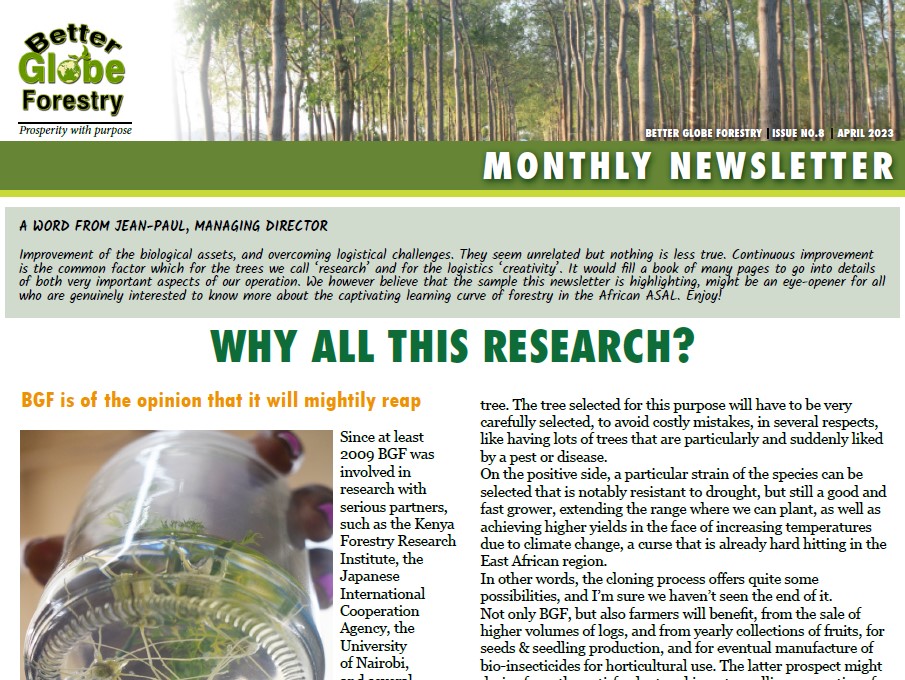 Better
Globe
Forestry
Prosperity with purpose
BETTER GLOBE FORESTRY | ISSUE NO.8 | APRIL 2023
MONTHLY NEWSLETTER
A WORD FROM JEAN-PAUL, MANAGING DIRECTOR
Improvement of the biological assets, and overcoming logistical challenges. They seem unrelated but nothing is less true. Continuous improvement
is the common factor which for the trees we call ‘research’ and for the logistics ‘creativity’. It would fill a book of many pages to go into details
of both very important aspects of our operation. We however believe that the sample this newsletter is highlighting, might be an eye-opener for all
who are genuinely interested to know more about the captivating learning curve of forestry in the African ASAL. Enjoy!
WHY ALL THIS RESEARCH?
BGF is of the opinion that it will mightily reap
Since at least
2009 BGF was
involved in
research with
serious partners,
such as the Kenya
Forestry Research
Institute, the
Japanese
International
Cooperation
Agency, the
University
of Nairobi,
tree. The tree selected for this purpose will have to be very
carefully selected, to avoid costly mistakes, in several respects,
like having lots of trees that are particularly and suddenly liked
by a pest or disease.
On the positive side, a particular strain of the species can be
selected that is notably resistant to drought, but still a good and
fast grower, extending the range where we can plant, as well as
achieving higher yields in the face of increasing temperatures
due to climate change, a curse that is already hard hitting in the
East African region.
In other words, the cloning process offers quite some
possibilities, and I’m sure we haven’t seen the end of it.
Not only BGF, but also farmers will benefit, from the sale of
higher volumes of logs, and from yearly collections of fruits, for
seeds & seedling production, and for eventual manufacture of
bio-insecticides for horticultural use. The latter prospect might